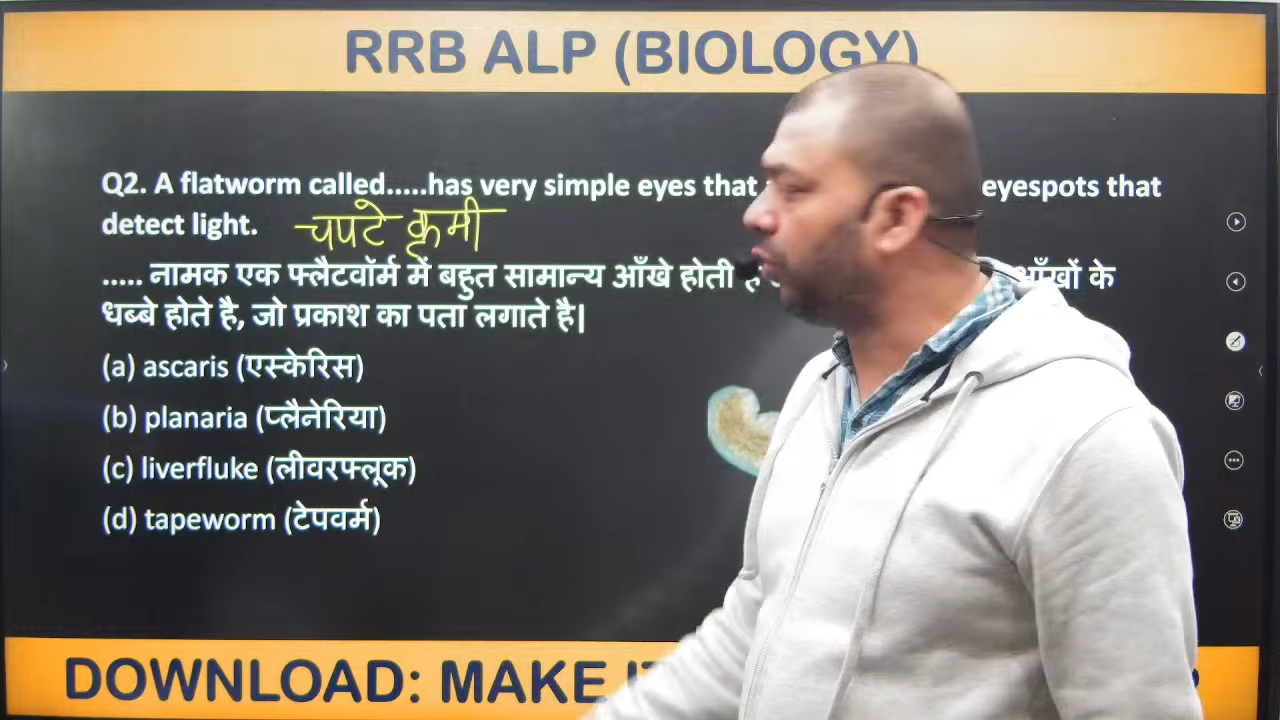 RRB ALP (BIOLOGY)
Q2. A flatworm called.....has very simple eyes that eyespots that
detect light.
चपटे कृमी
..... नामक एक फ्लैटवॉर्म में बहुत सामान्य आँखे होती आँखों के
धब्बे होते है, जो प्रकाश का पता लगाते है|
(a) ascaris (एस्केरिस)
(b) planaria (प्लैनेरिया)
(c) liverfluke (लीवरफ्लूक)
(d) tapeworm (टेपवर्म)
DOWNLOAD: MAKE